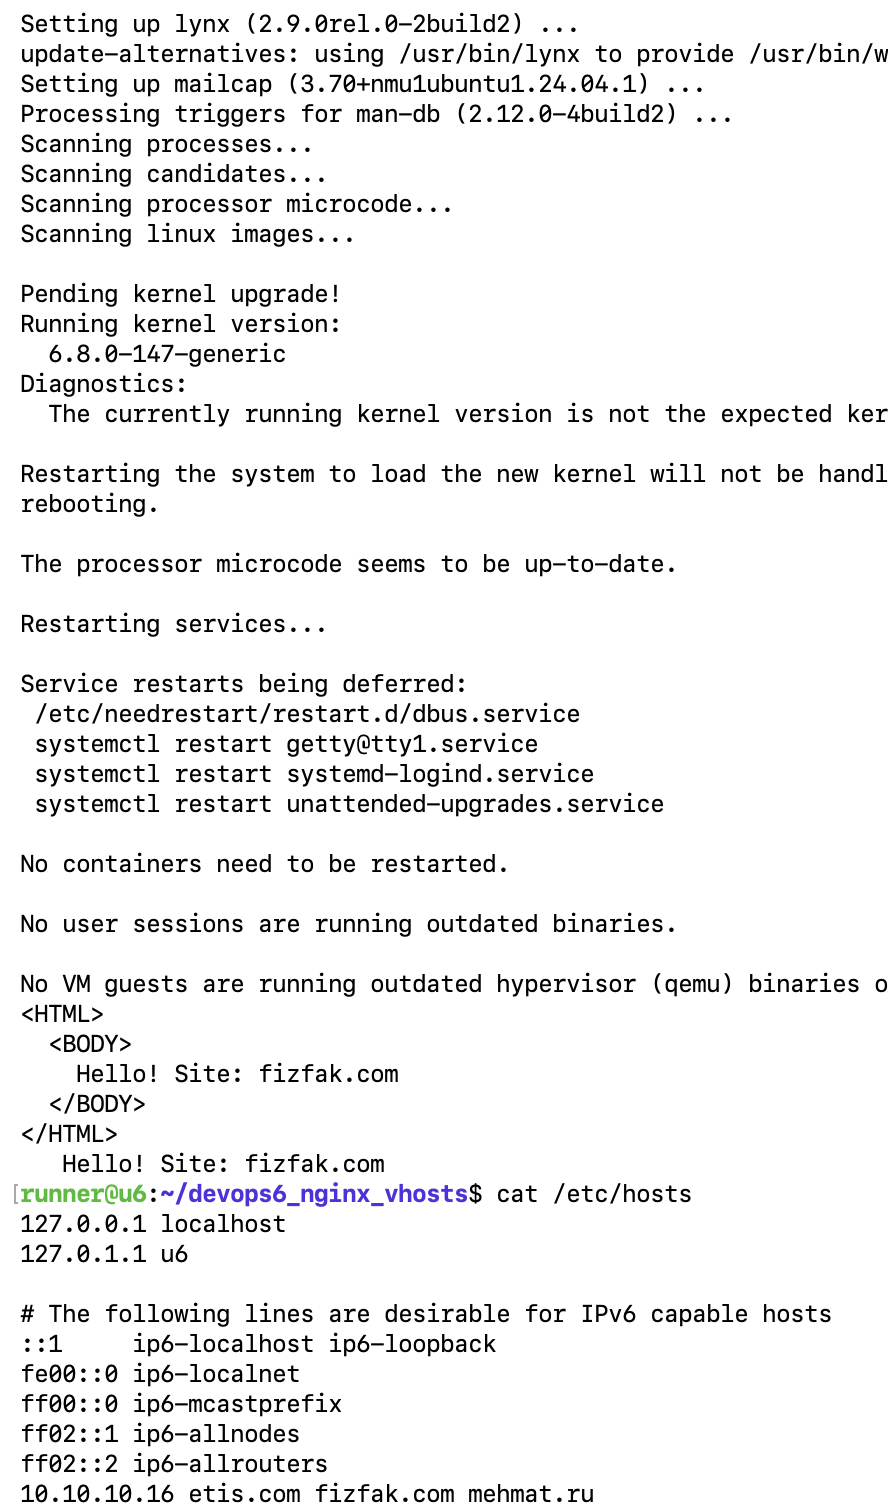 Setting up lynx (2.9.0rel.0-2build2) ...
update-alternatives: using /usr/bin/lynx to provide /usr/bin/w
Setting up mailcap (3.70+nmu1ubuntu1.24.04.1) ...
Processing triggers for man-db (2.12.0-4build2) ...
Scanning processes...
Scanning candidates...
Scanning processor microcode...
Scanning linux images...

Pending kernel upgrade!
Running kernel version:
  6.8.0-147-generic
Diagnostics:
  The currently running kernel version is not the expected ker

Restarting the system to load the new kernel will not be handl
rebooting.

The processor microcode seems to be up-to-date.

Restarting services...

Service restarts being deferred:
 /etc/needrestart/restart.d/dbus.service
 systemctl restart getty@tty1.service
 systemctl restart systemd-logind.service
 systemctl restart unattended-upgrades.service

No containers need to be restarted.

No user sessions are running outdated binaries.

No VM guests are running outdated hypervisor (qemu) binaries o
<HTML>
  <BODY>
    Hello! Site: fizfak.com
  </BODY>
</HTML>
   Hello! Site: fizfak.com
[runner@u6:~/devops6_nginx_vhosts$ cat /etc/hosts
127.0.0.1 localhost
127.0.1.1 u6

# The following lines are desirable for IPv6 capable hosts
::1     ip6-localhost ip6-loopback
fe00::0 ip6-localnet
ff00::0 ip6-mcastprefix
ff02::1 ip6-allnodes
ff02::2 ip6-allrouters
10.10.10.16 etis.com fizfak.com mehmat.ru